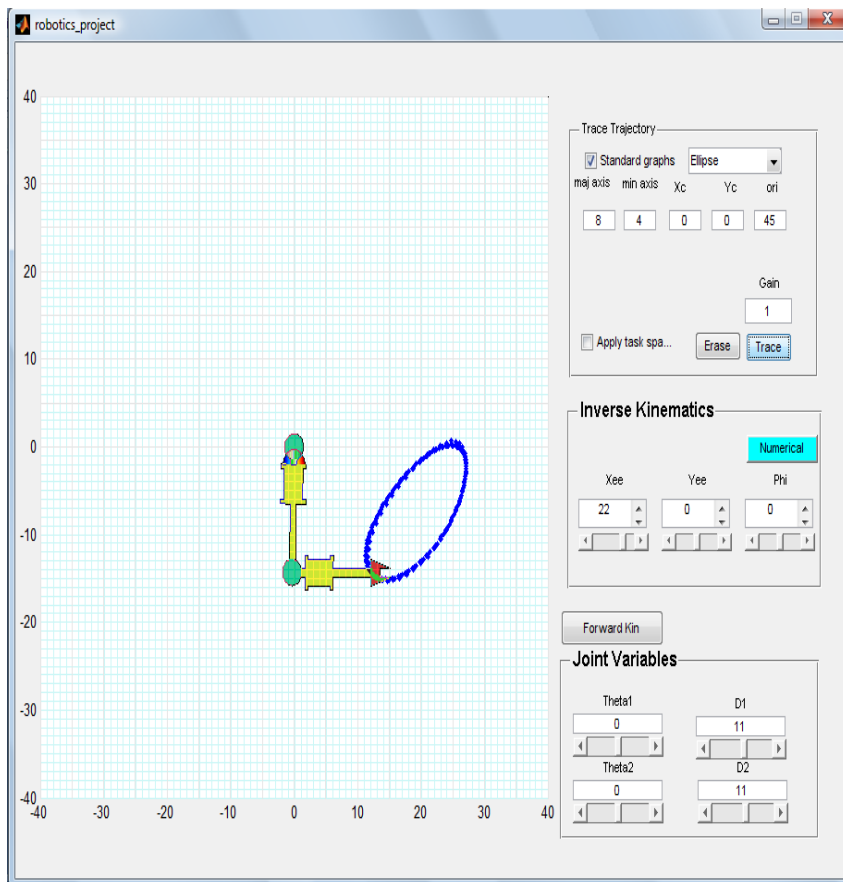 robotics_project
40
30
20
10
0
-10
-20
-30
-40
-40 -30 -20 -10 0 10 20 30 40
Trace Trajectory
Standard graphs Ellipse
maj axis min axis Xc Yc ori
8 4 0 0 45
Gain
1
Apply task spa... Erase Trace
Inverse Kinematics
Numerical
Xee Yee Phi
22 0 0
Forward Kin
Joint Variables
Theta1 D1
0 11
Theta2 D2
0 11